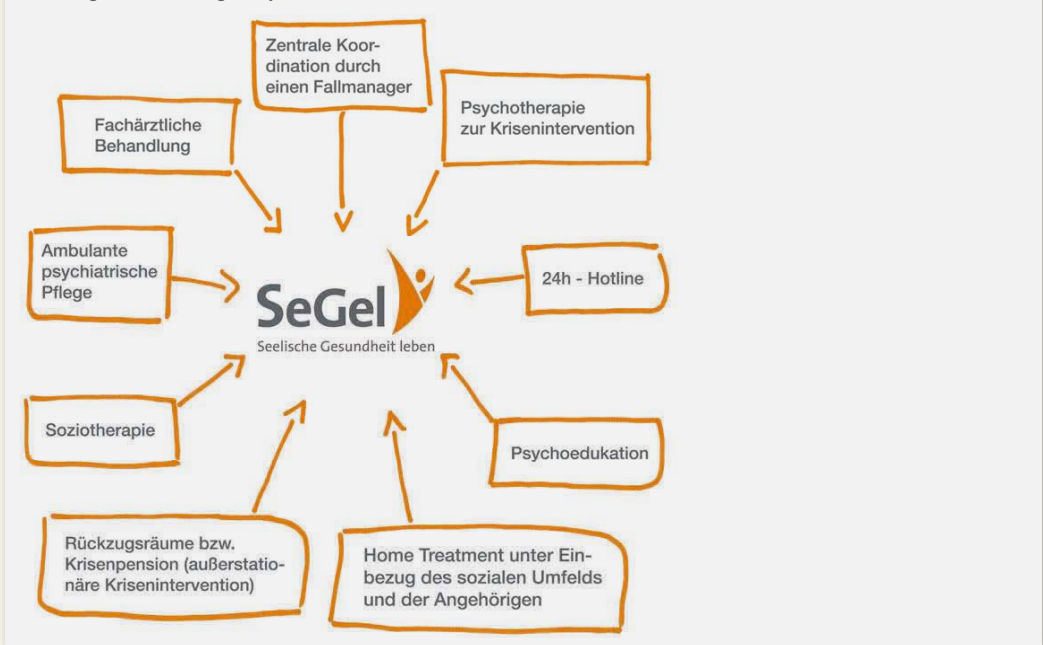 Zentrale Koor-
dination durch
einen Fallmanager
Psychotherapie
zur Krisenintervention
Fachärztliche
Behandlung
Ambulante
psychiatrische
Pflege
24h - Hotline
SeGel
Seelische Gesundheit leben
Soziotherapie
Psychoedukation
Rückzugsräume bzw.
Krisenpension (außerstatio-
näre Krisenintervention)
Home Treatment unter Ein-
bezug des sozialen Umfelds
und der Angehörigen